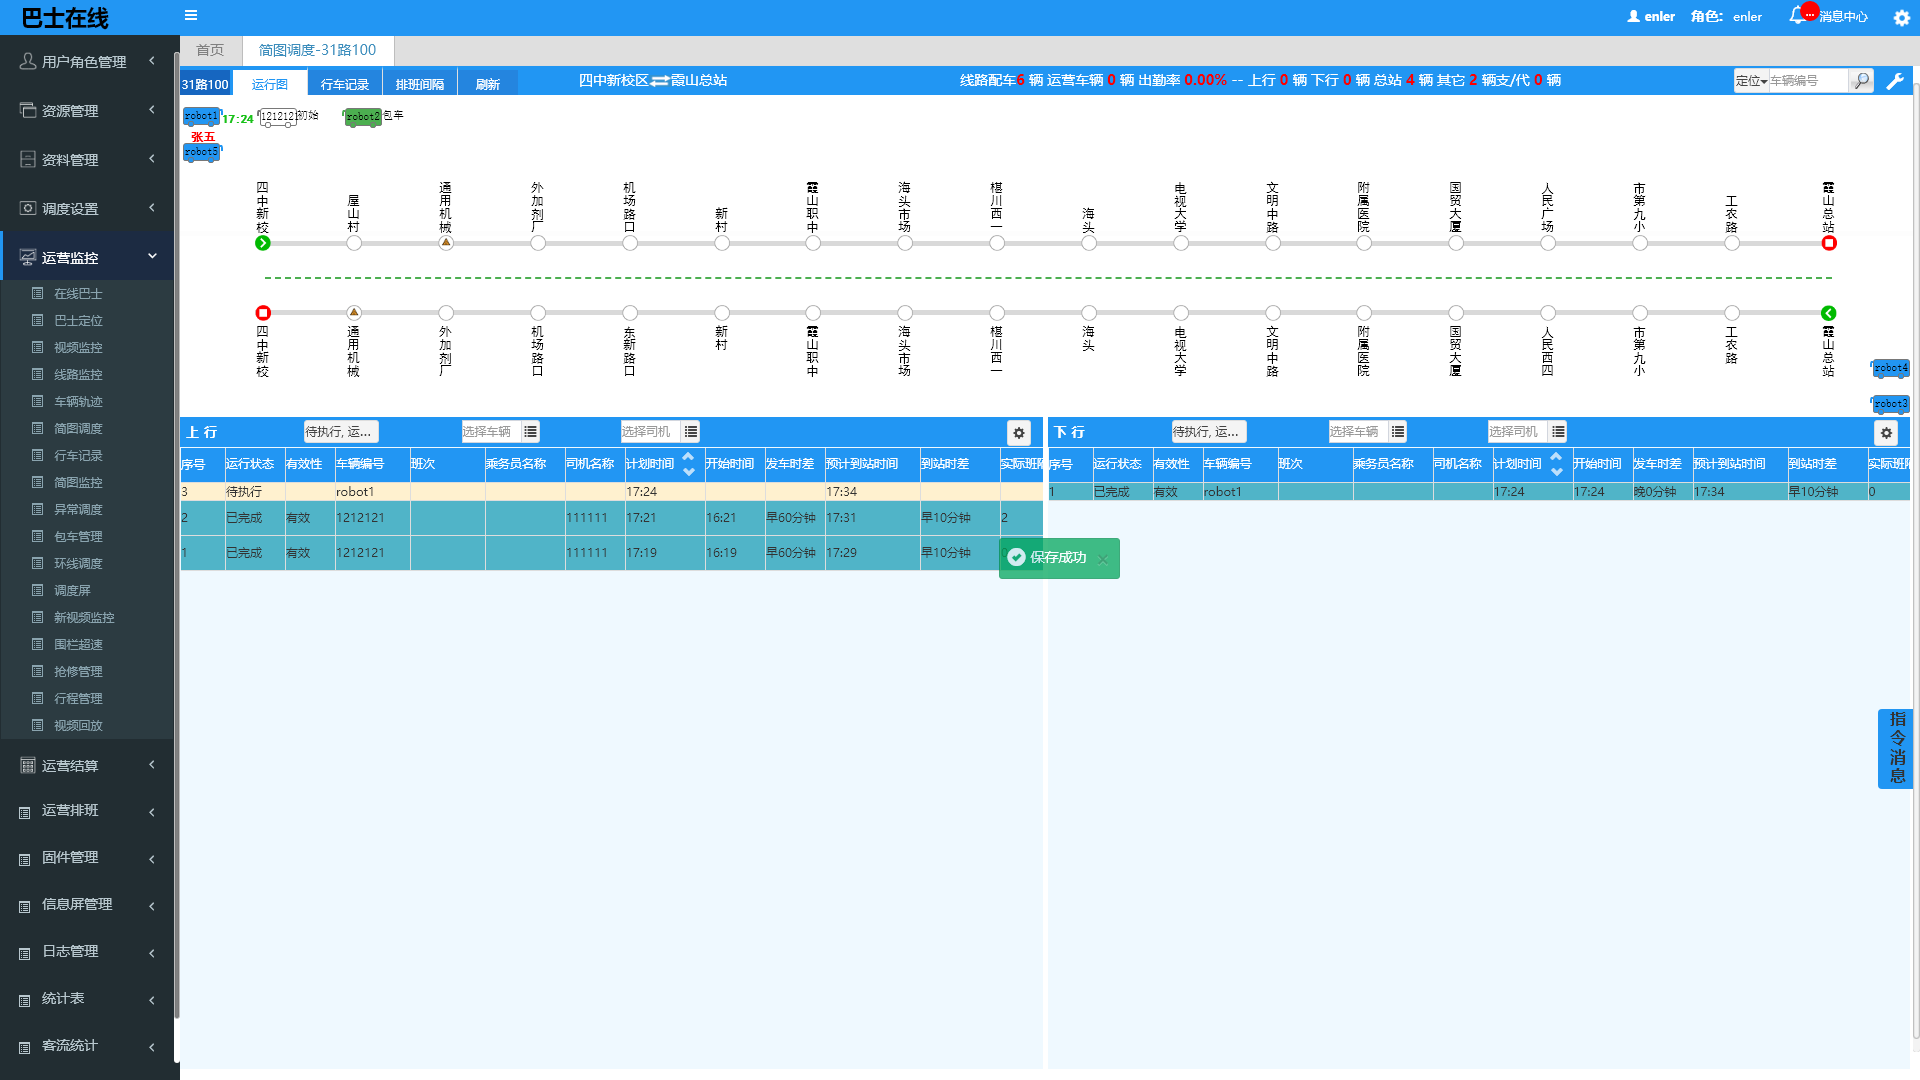 巴士在线
enler 角色: enler
... 消息中心
用户角色管理
资源管理
资料管理
调度设置
运营监控
在线巴士
巴士定位
视频监控
线路监控
车辆轨迹
简图调度
行车记录
简图监控
异常调度
包车管理
环线调度
调度屏
新视频监控
围栏超速
抢修管理
行程管理
视频回放
运营结算
运营排班
固件管理
信息屏管理
日志管理
统计表
客流统计
首页 简图调度-31路100
31路100 运行图 行车记录 排班间隔 刷新
四中新校区⇌霞山总站
线路配车6 辆 运营车辆 0 辆 出勤率 0.00% -- 上行 0 辆 下行 0 辆 总站 4 辆 其它 2 辆支/代 0 辆
定位 车辆编号
robot1 17:24 1212121 初始 robot2 包车
张五
robot5
四中新校
屋山村
通用机械
外加剂厂
机场路口
新村
霞山职中
海头市场
椹川西一
海头
电视大学
文明中路
附属医院
国贸大厦
人民广场
市第九小
工农路
霞山总站
四中新校
通用机械
外加剂厂
机场路口
东新路口
新村
霞山职中
海头市场
椹川西一
海头
电视大学
文明中路
附属医院
国贸大厦
人民西四
市第九小
工农路
霞山总站
robot4
robot3
上 行 待执行, 运... 选择车辆 选择司机
序号 运行状态 有效性 车辆编号 班次 乘务员名称 司机名称 计划时间 开始时间 发车时差 预计到站时间 到站时差 实际班
3 待执行 robot1 17:24 17:34
2 已完成 有效 1212121 111111 17:21 16:21 早60分钟 17:31 早10分钟 2
1 已完成 有效 1212121 111111 17:19 16:19 早60分钟 17:29 早10分钟
下 行 待执行, 运... 选择车辆 选择司机
序号 运行状态 有效性 车辆编号 班次 乘务员名称 司机名称 计划时间 开始时间 发车时差 预计到站时间 到站时差 实际班
1 已完成 有效 robot1 17:24 17:24 晚0分钟 17:34 早10分钟 0
保存成功 ×
指令消息